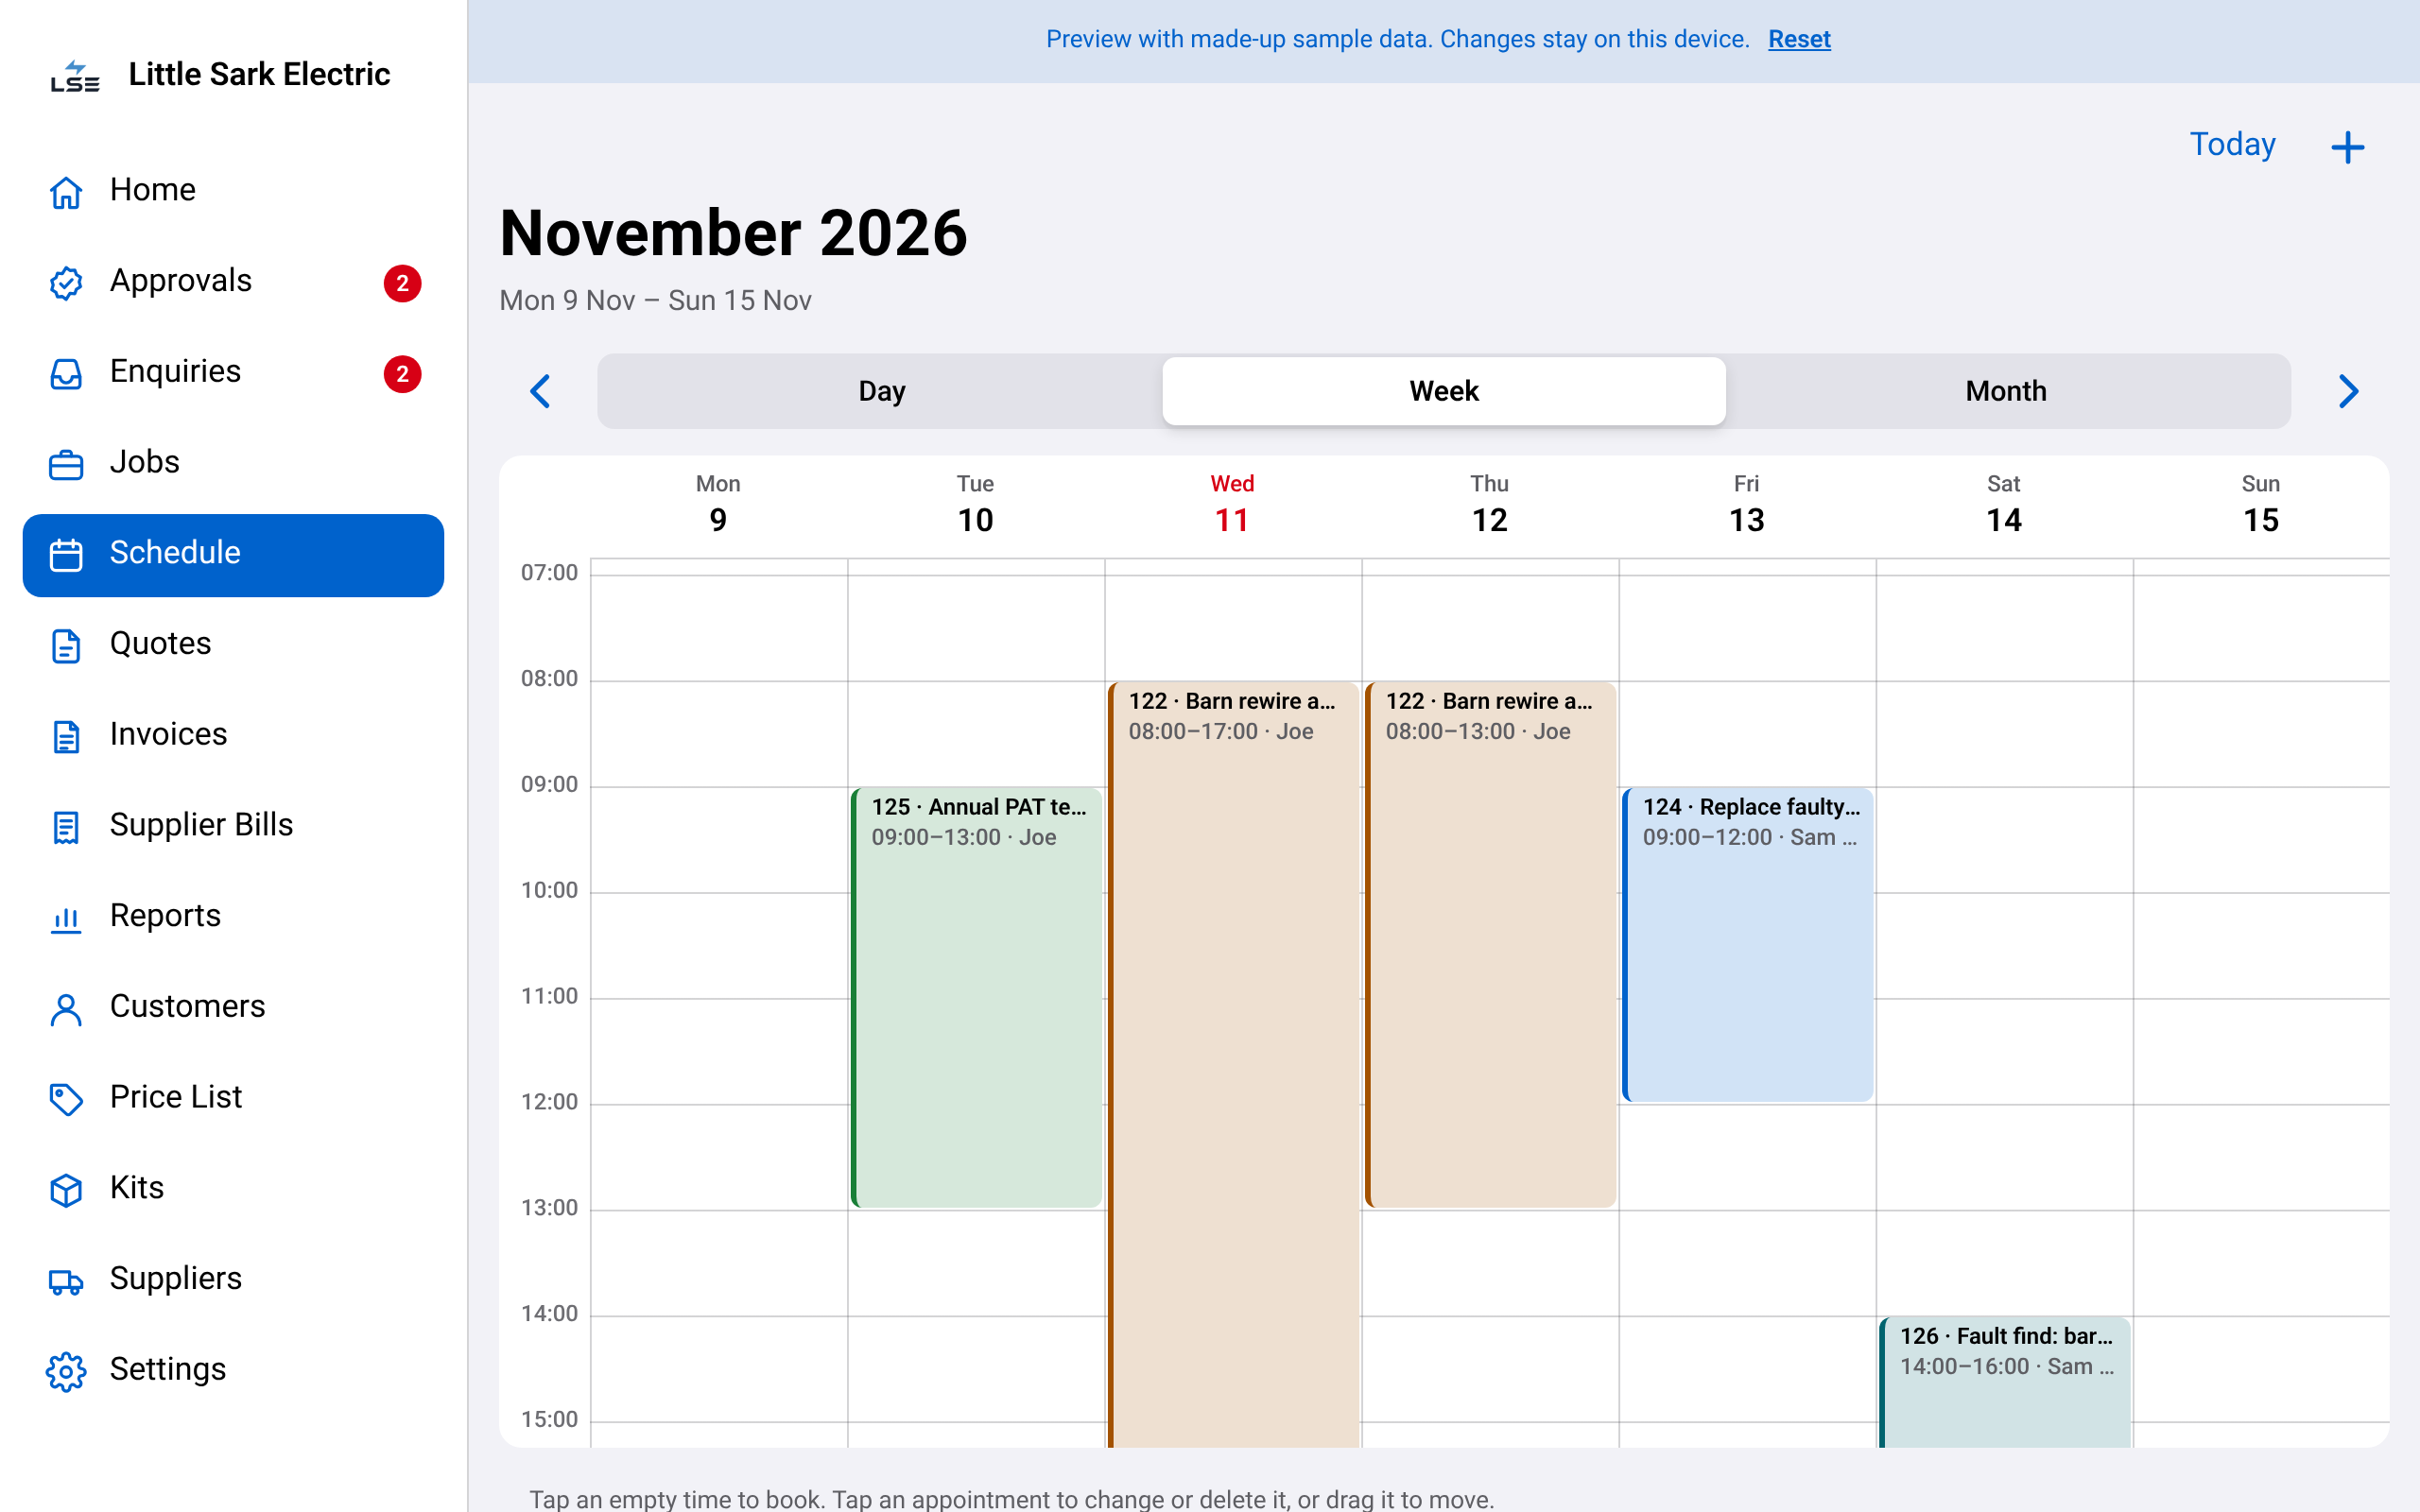 LSE Little Sark Electric
Home
Approvals 2
Enquiries 2
Jobs
Schedule
Quotes
Invoices
Supplier Bills
Reports
Customers
Price List
Kits
Suppliers
Settings
Preview with made-up sample data. Changes stay on this device. Reset
Today
November 2026
Mon 9 Nov – Sun 15 Nov
Day Week Month
Mon Tue Wed Thu Fri Sat Sun
9 10 11 12 13 14 15
07:00
08:00
122 · Barn rewire a...
08:00–17:00 · Joe
122 · Barn rewire a...
08:00–13:00 · Joe
09:00
125 · Annual PAT te...
09:00–13:00 · Joe
124 · Replace faulty...
09:00–12:00 · Sam ...
10:00
11:00
12:00
13:00
14:00
126 · Fault find: bar...
14:00–16:00 · Sam ...
15:00
Tap an empty time to book. Tap an appointment to change or delete it, or drag it to move.